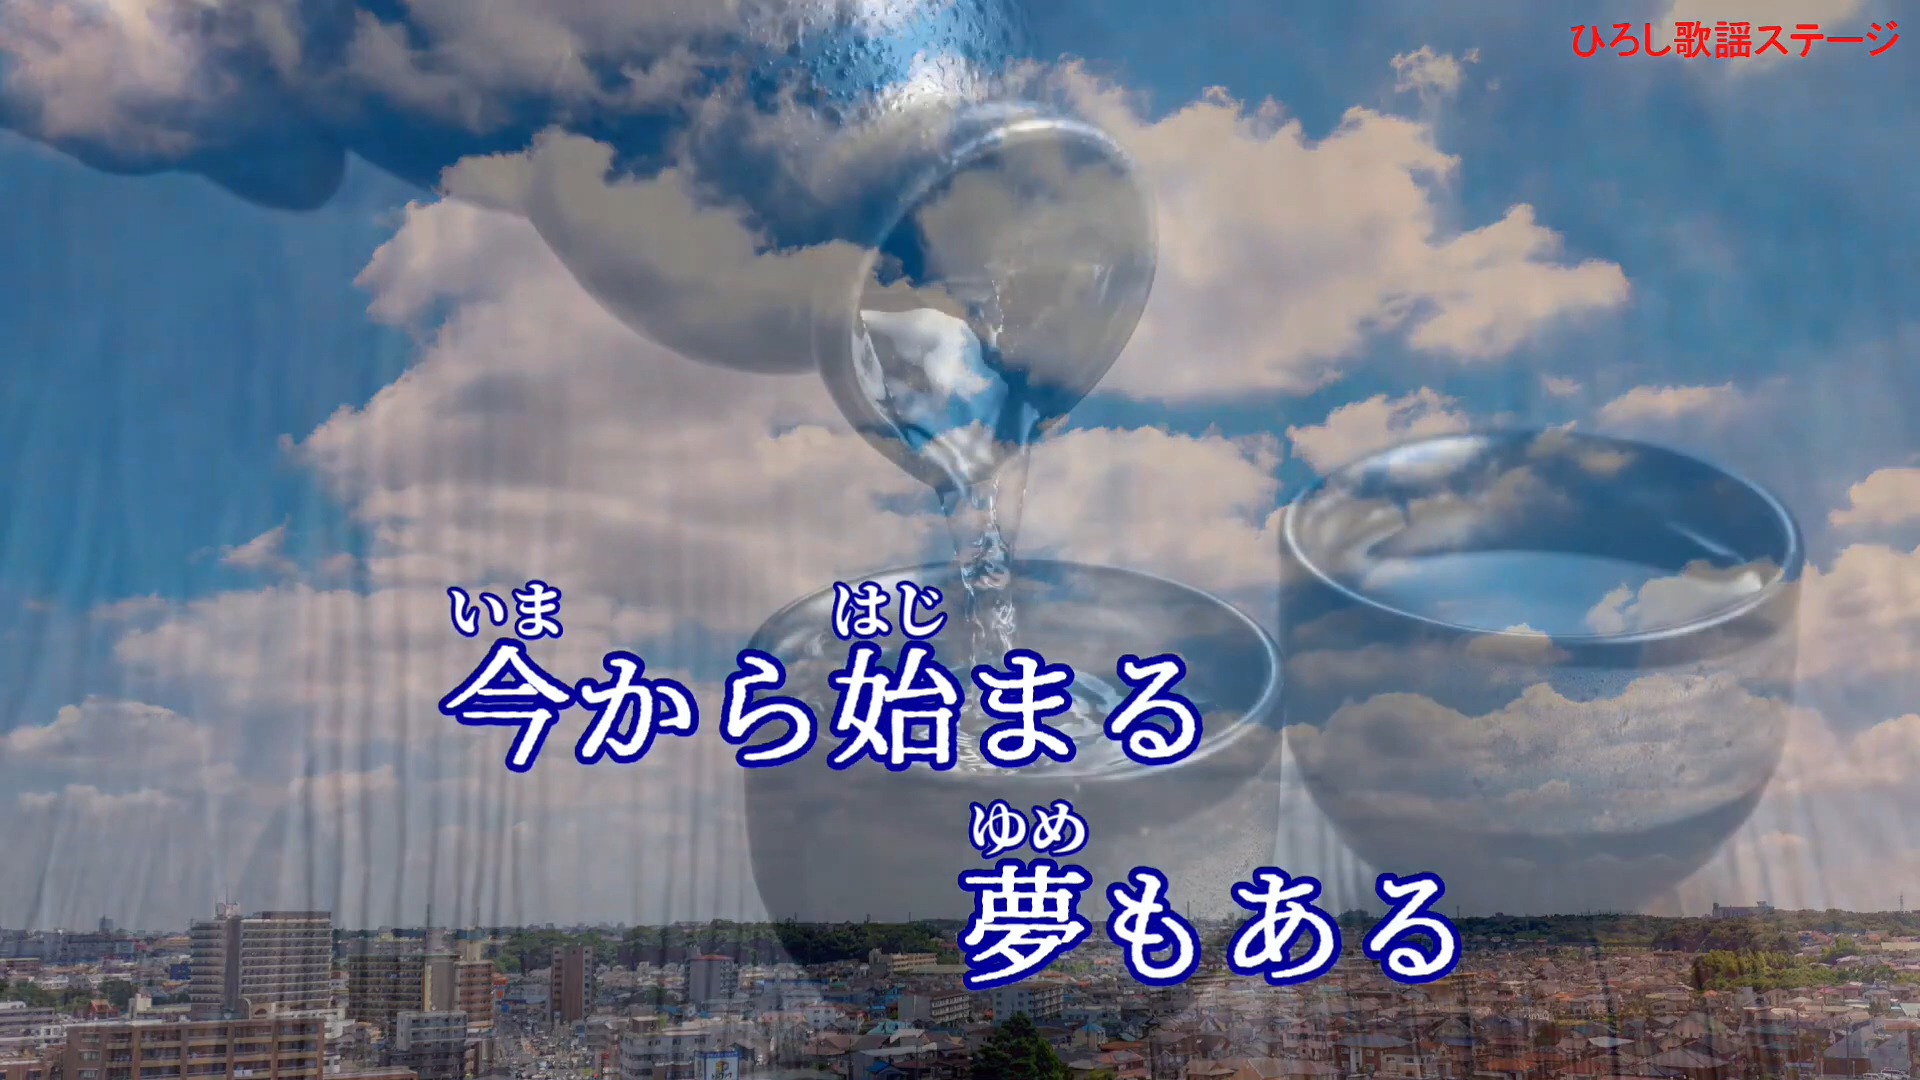 ひろし歌謡ステージ
いま はじ
今から始まる
ゆめ
夢もある